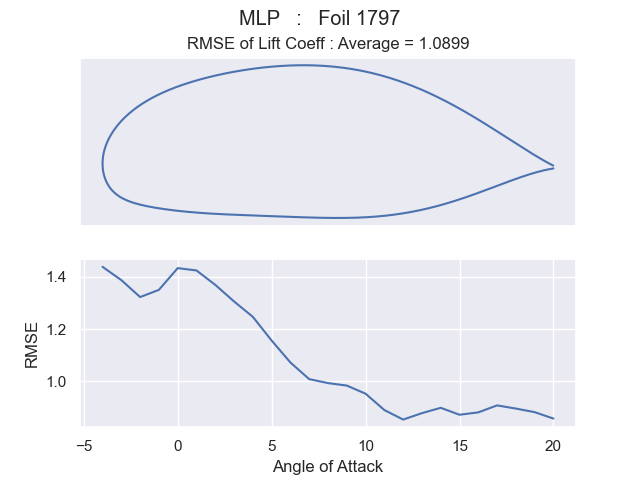 MLP : Foil 1797
RMSE of Lift Coeff : Average = 1.0899
1.4
1.2
1.0
RMSE
−5 0 5 10 15 20
Angle of Attack